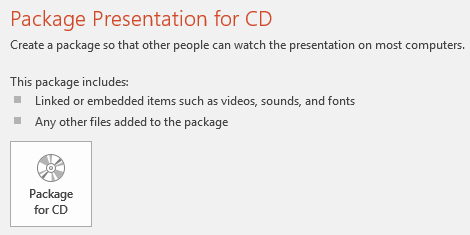 Package Presentation for CD
Create a package so that other people can watch the presentation on most computers.
This package includes:
Linked or embedded items such as videos, sounds, and fonts
Any other files added to the package
Package
for CD